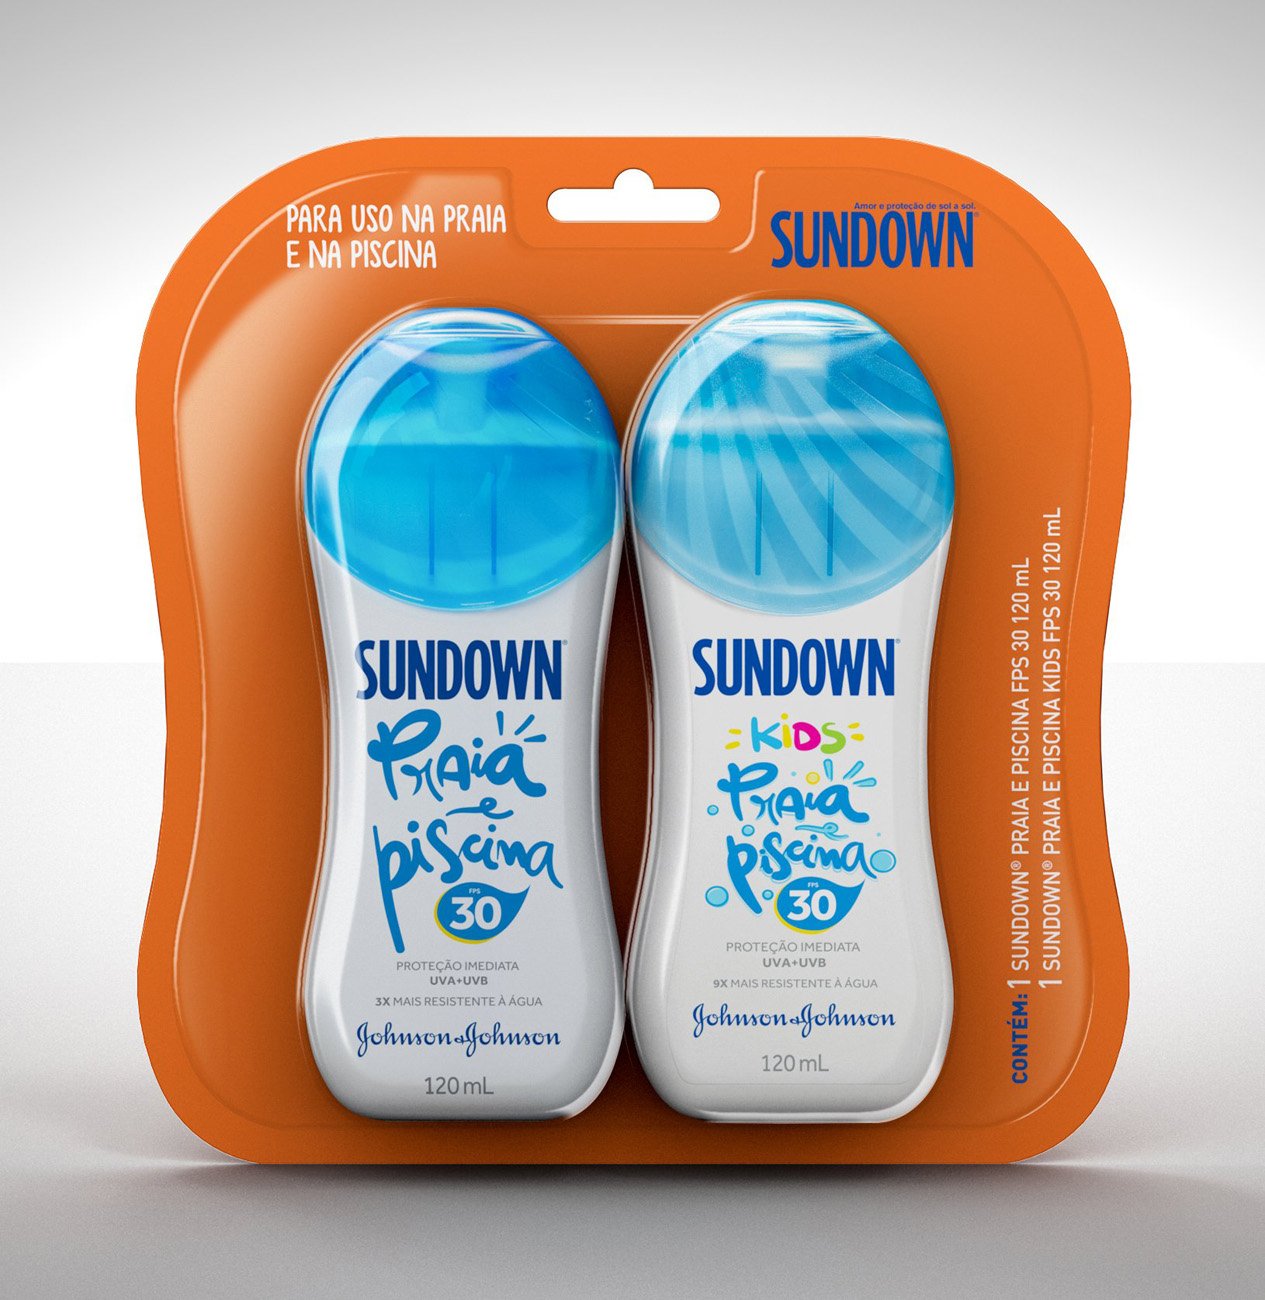 PARA USO NA PRAIA
E NA PISCINA
Amor e proteção de sol a sol.
SUNDOWN®
SUNDOWN®
Praia
e
piscina
FPS
30
PROTEÇÃO IMEDIATA
UVA+UVB
3X MAIS RESISTENTE À ÁGUA
Johnson & Johnson
120 mL
SUNDOWN®
KiDS
Praia
e
piscina
FPS
30
PROTEÇÃO IMEDIATA
UVA+UVB
9X MAIS RESISTENTE À ÁGUA
Johnson & Johnson
120 mL
CONTÉM: 1 SUNDOWN® PRAIA E PISCINA FPS 30 120 mL
1 SUNDOWN® PRAIA E PISCINA KIDS FPS 30 120 mL